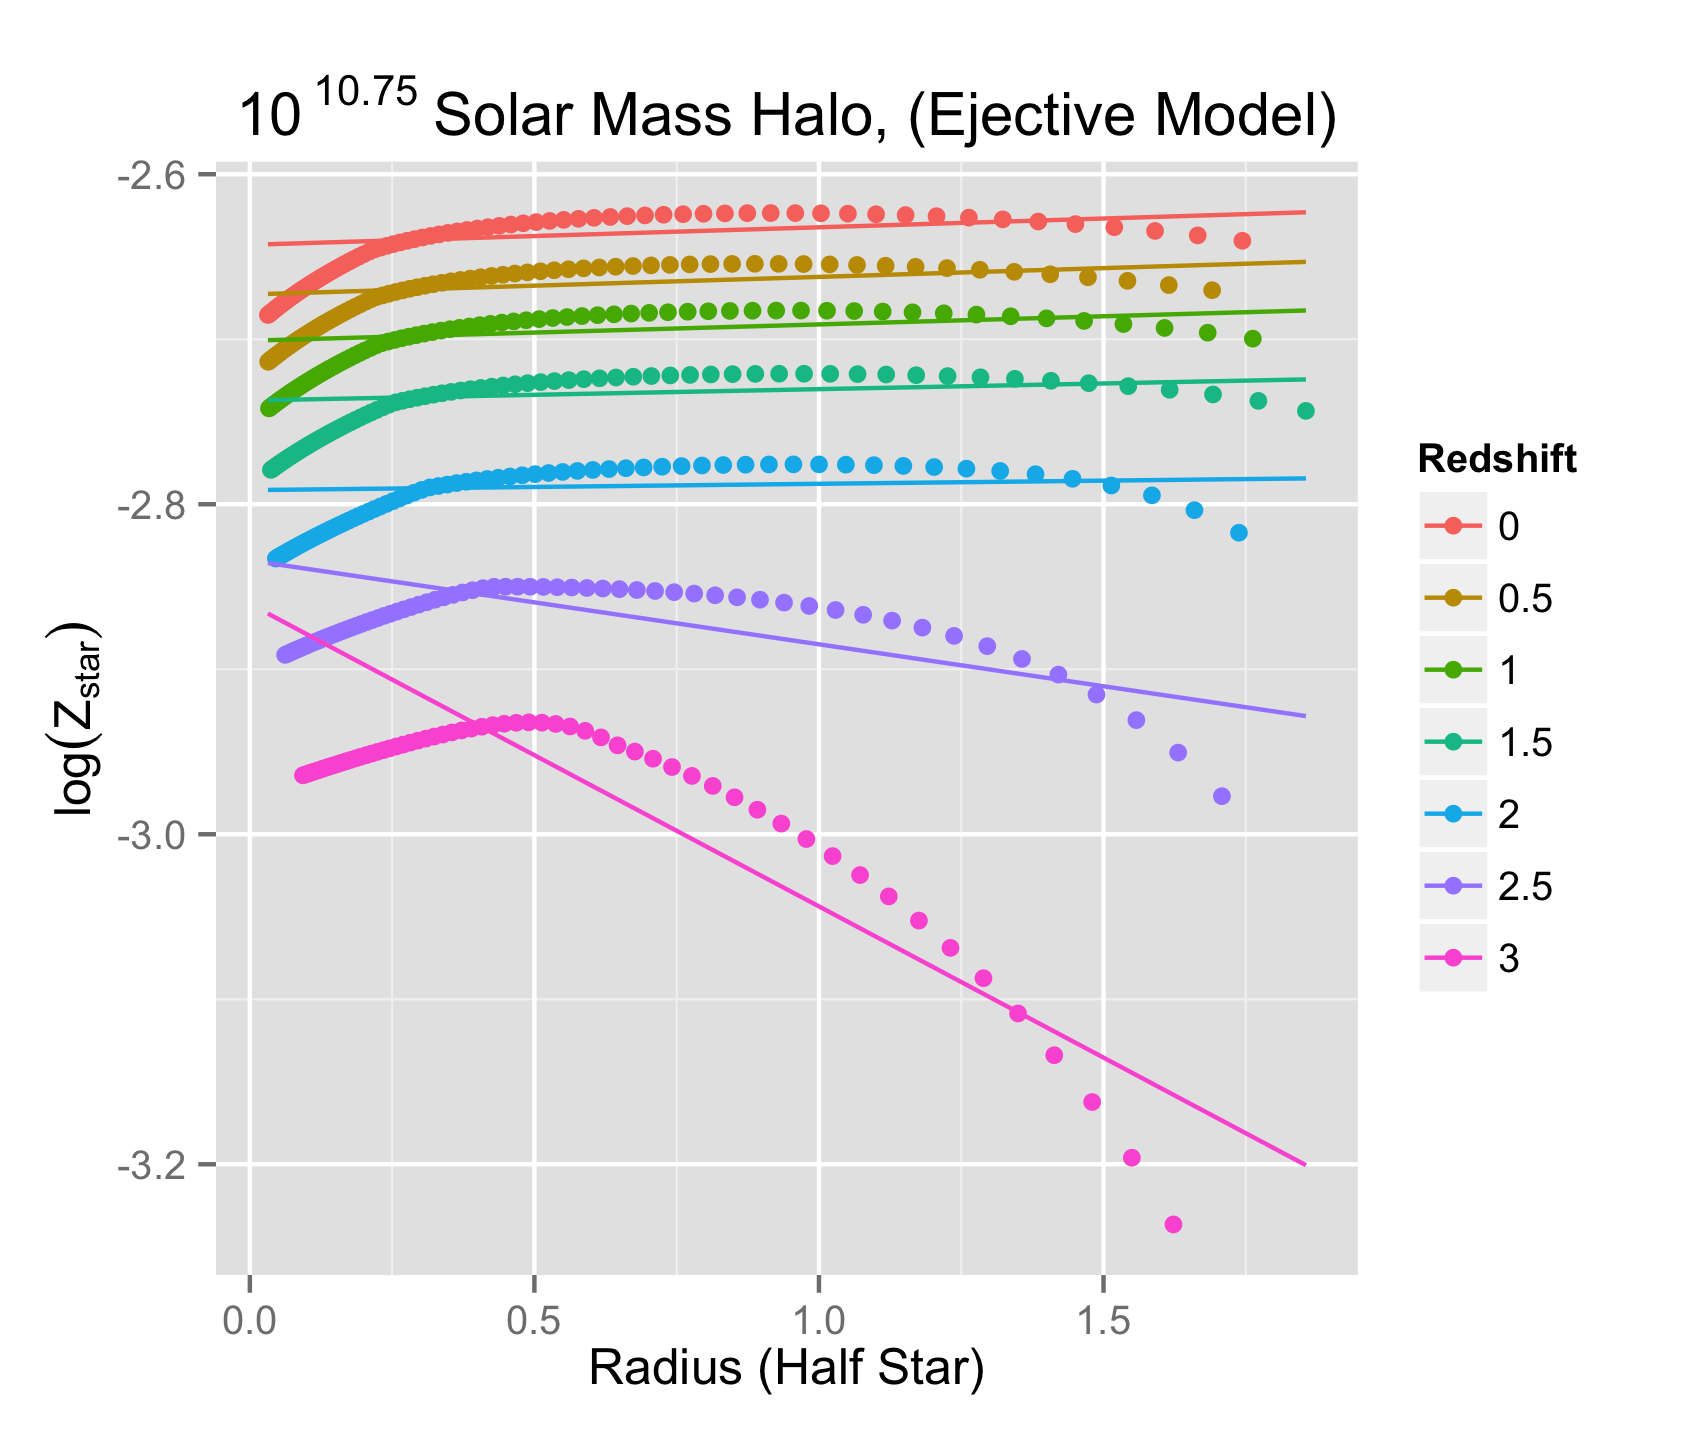 10 10.75 Solar Mass Halo, (Ejective Model)
-2.6
-2.8
-3.0
-3.2
log(Zstar)
0.0 0.5 1.0 1.5
Radius (Half Star)
Redshift
0
0.5
1
1.5
2
2.5
3